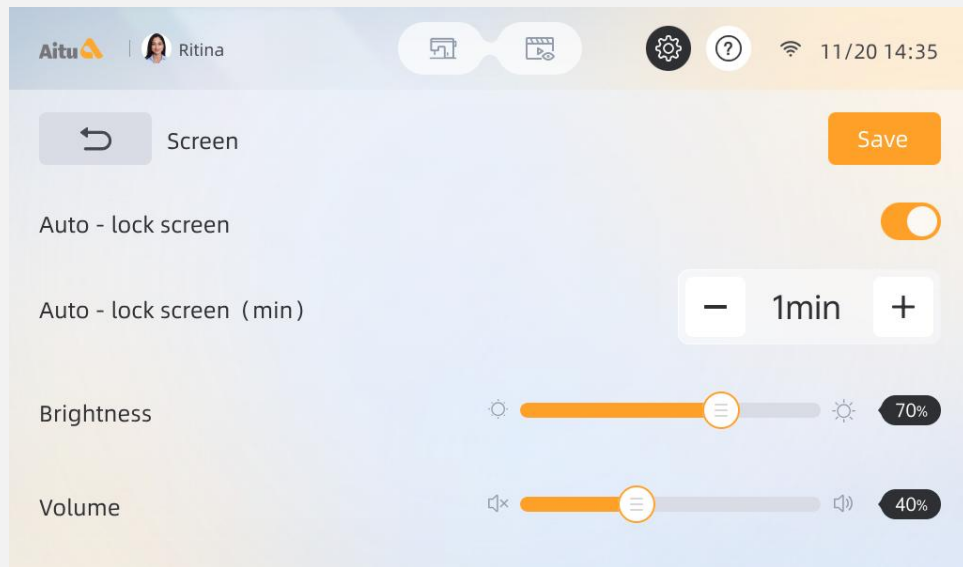 Aitu Ritina 11/20 14:35
Screen Save
Auto - lock screen
Auto - lock screen（min） 1min
Brightness 70%
Volume 40%